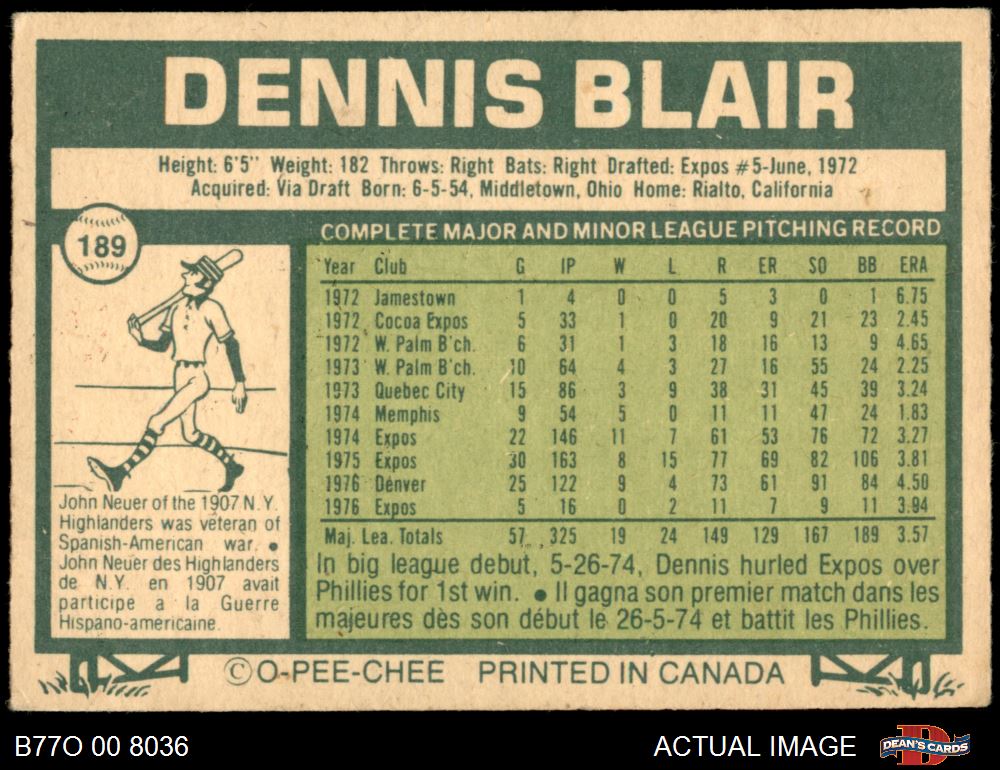 DENNIS BLAIR
Height: 6'5" Weight: 182 Throws: Right Bats: Right Drafted: Expos #5-June, 1972
Acquired: Via Draft Born: 6-5-54, Middletown, Ohio Home: Rialto, California
189
COMPLETE MAJOR AND MINOR LEAGUE PITCHING RECORD
Year Club G IP W L R ER SO BB ERA
1972 Jamestown 1 4 0 0 5 3 0 1 6.75
1972 Cocoa Expos 5 33 1 0 20 9 21 23 2.45
1972 W. Palm B'ch. 6 31 1 3 18 16 13 9 4.65
1973 W. Palm B'ch. 10 64 4 3 27 16 55 24 2.25
1973 Quebec City 15 86 3 9 38 31 45 39 3.24
1974 Memphis 9 54 5 0 11 11 47 24 1.83
1974 Expos 22 146 11 7 61 53 76 72 3.27
1975 Expos 30 163 8 15 77 69 82 106 3.81
1976 Denver 25 122 9 4 73 61 91 84 4.50
1976 Expos 5 16 0 2 11 7 9 11 3.94
Maj. Lea. Totals 57 325 19 24 149 129 167 189 3.57
In big league debut, 5-26-74, Dennis hurled Expos over
Phillies for 1st win. ● Il gagna son premier match dans les
majeures dès son début le 26-5-74 et battit les Phillies.
John Neuer of the 1907 N.Y.
Highlanders was veteran of
Spanish-American war. ●
John Neuer des Highlanders
de N.Y. en 1907 avait
participe a la Guerre
Hispano-americaine.
©O-PEE-CHEE PRINTED IN CANADA
B77O 00 8036
ACTUAL IMAGE
D
DEAN'S CARDS